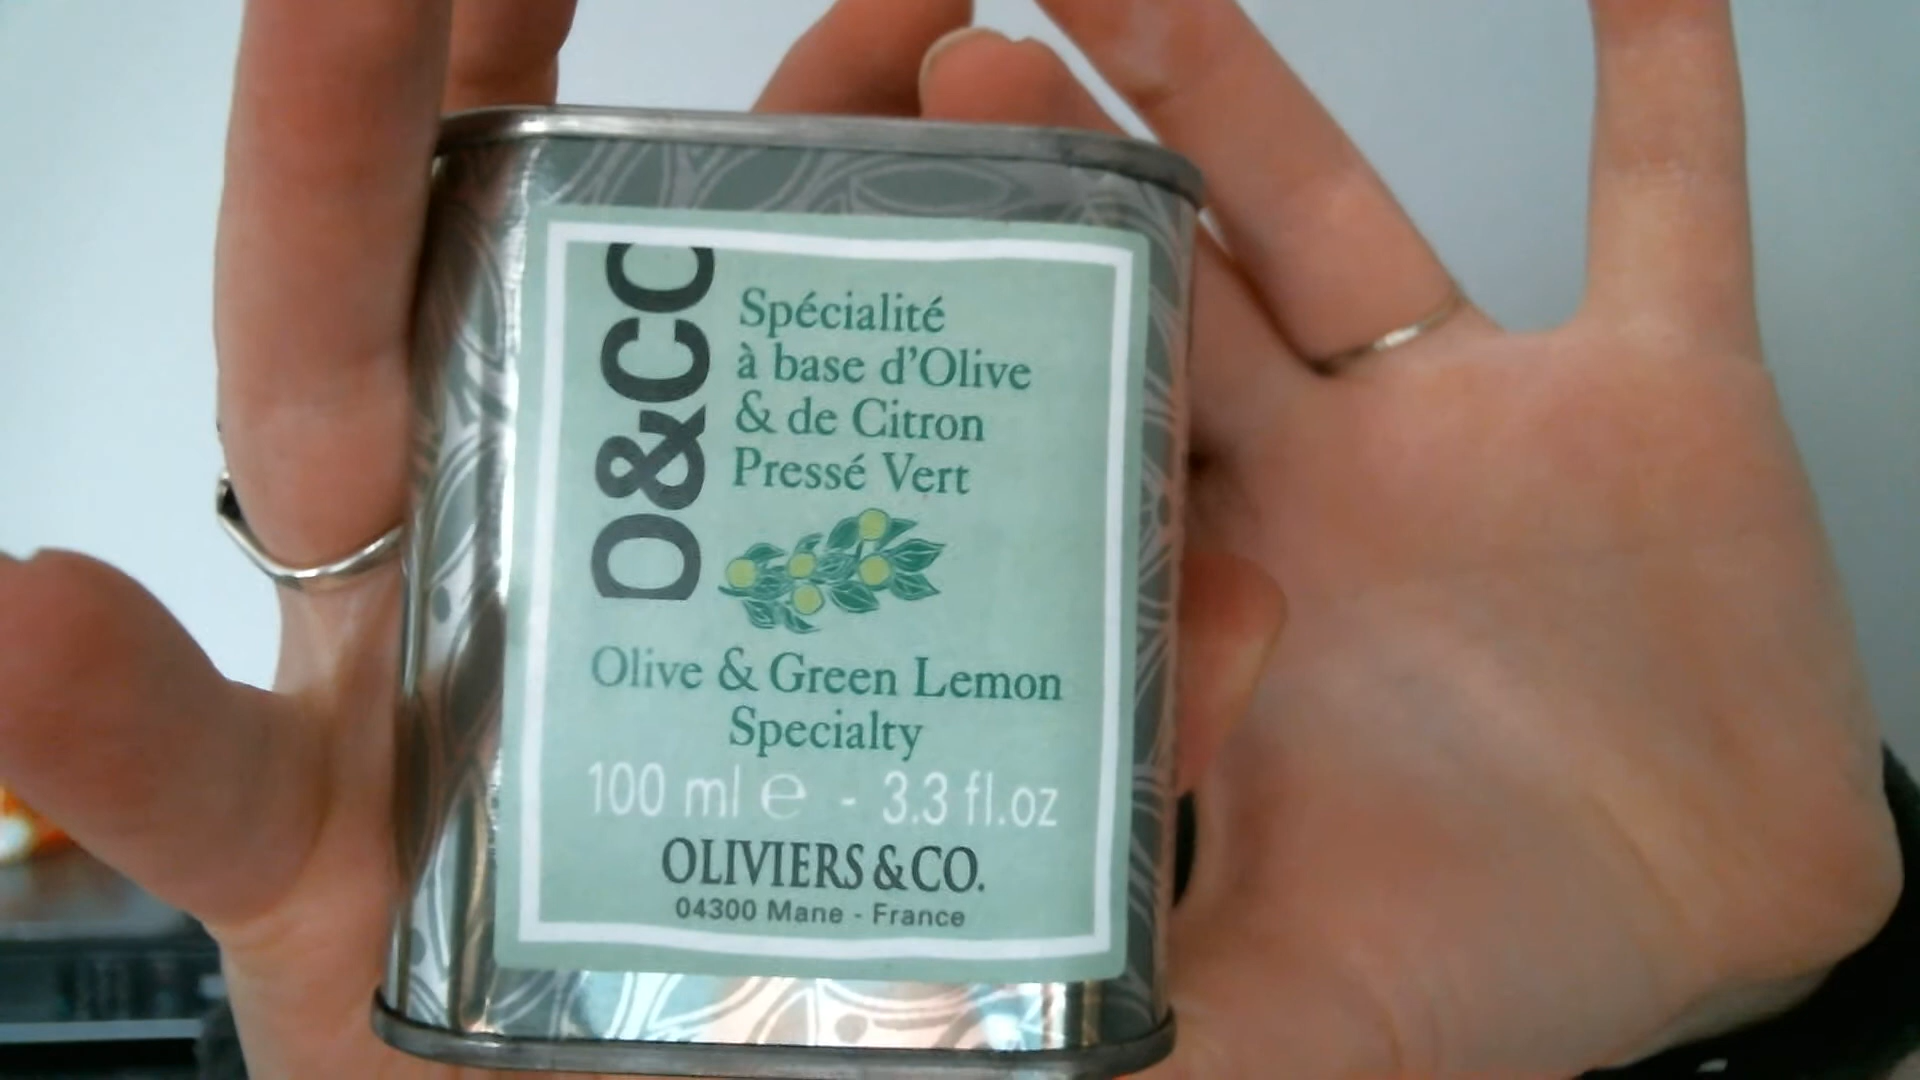 O&CO
Spécialité
à base d'Olive
& de Citron
Pressé Vert
Olive & Green Lemon
Specialty
100 ml e - 3.3 fl.oz
OLIVIERS & CO.
04300 Mane - France